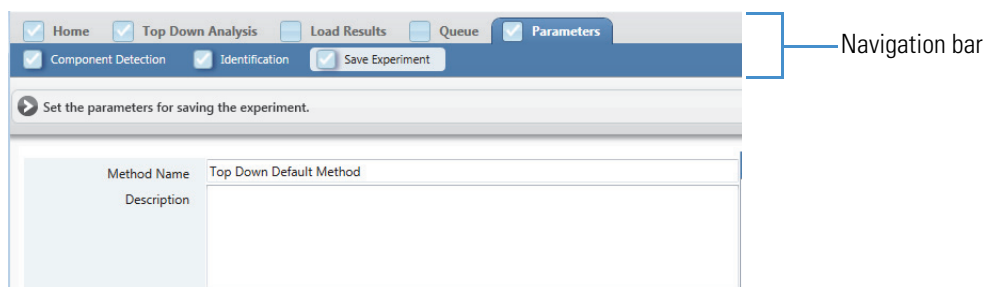 Home Top Down Analysis Load Results Queue Parameters
Component Detection Identification Save Experiment
Navigation bar
Set the parameters for saving the experiment.
Method Name Top Down Default Method
Description